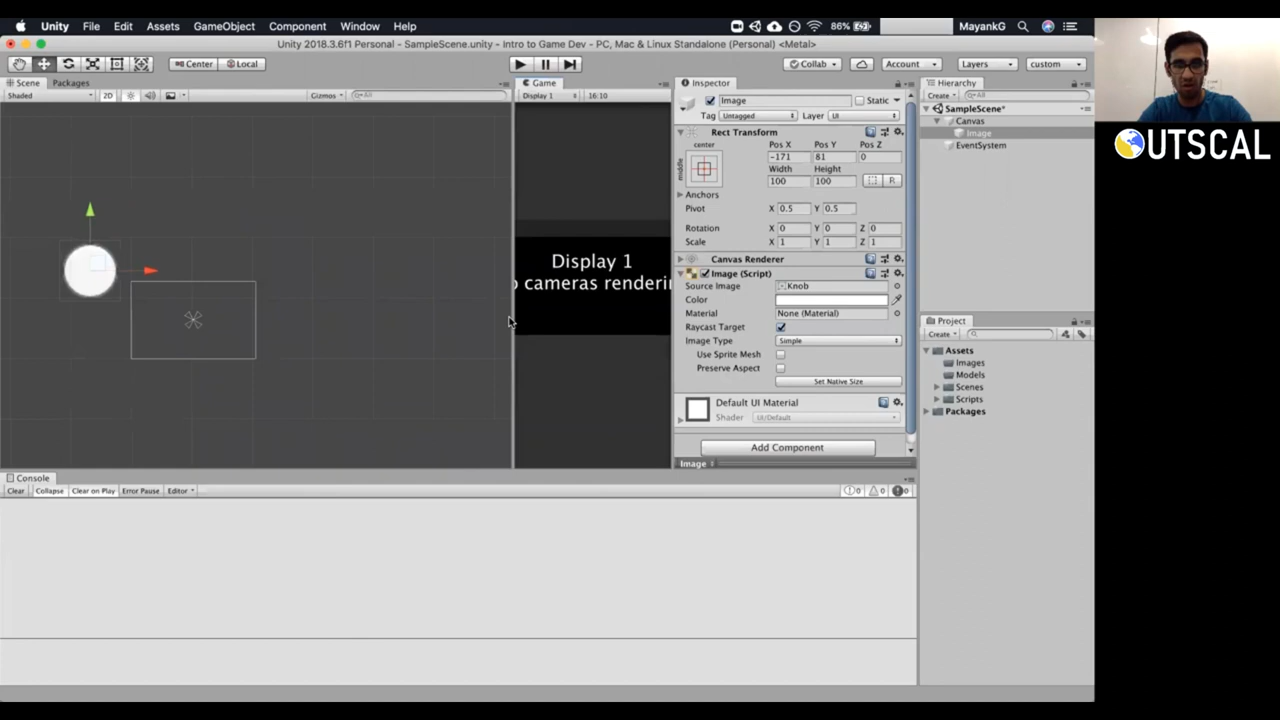 Unity File Edit Assets GameObject Component Window Help 86% MayankG
Unity 2018.3.6f1 Personal - SampleScene.unity - Intro to Game Dev - PC, Mac & Linux Standalone (Personal) <Metal>
Center Local Collab Account Layers custom
Scene Packages Game Inspector Hierarchy
Shaded 2D Gizmos All Display 1 16:10 Image Static Create All
Tag Untagged Layer UI SampleScene*
Rect Transform Canvas
center Pos X Pos Y Pos Z Image
middle -171 81 0 EventSystem
Width Height
100 100 R
Anchors
Pivot X 0.5 Y 0.5
Rotation X 0 Y 0 Z 0
Scale X 1 Y 1 Z 1
Canvas Renderer
Display 1
cameras renderin
Image (Script)
Source Image Knob
Color
Material None (Material)
Raycast Target Project
Image Type Simple Create
Use Sprite Mesh Assets
Preserve Aspect Images
Set Native Size Models
Default UI Material Scenes
Shader UI/Default Scripts
Packages
Add Component
Image
Console
Clear Collapse Clear on Play Error Pause Editor 0 0 0
OUTSCAL